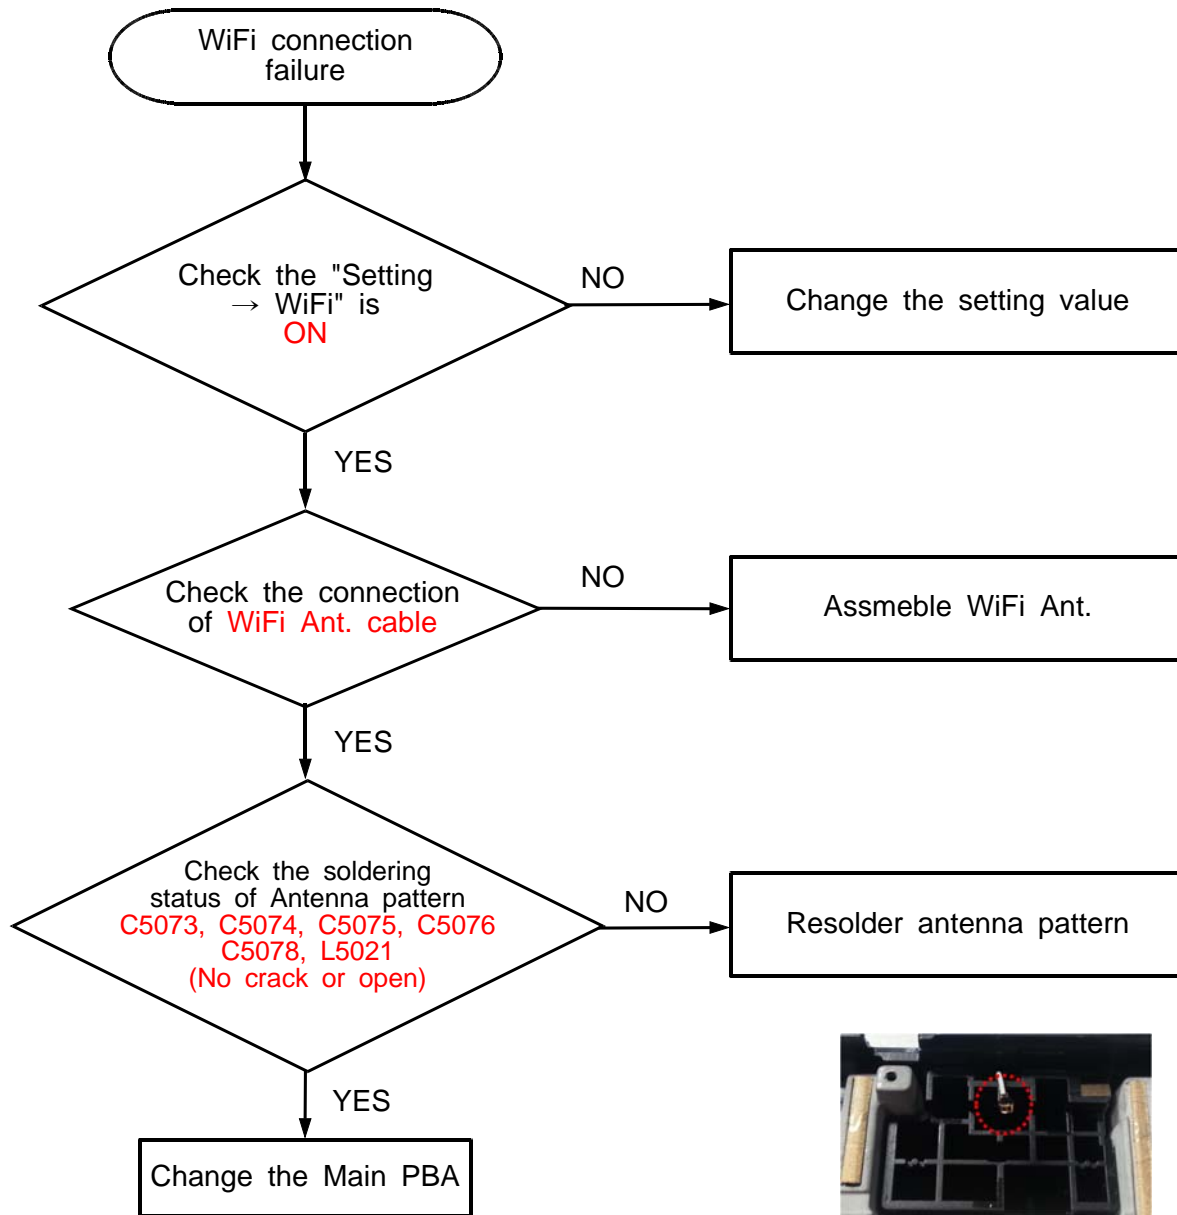 WiFi connection
failure
Check the "Setting
→ WiFi" is
ON
NO
Change the setting value
YES
Check the connection
of WiFi Ant. cable
NO
Assmeble WiFi Ant.
YES
Check the soldering
status of Antenna pattern
C5073, C5074, C5075, C5076
C5078, L5021
(No crack or open)
NO
Resolder antenna pattern
YES
Change the Main PBA